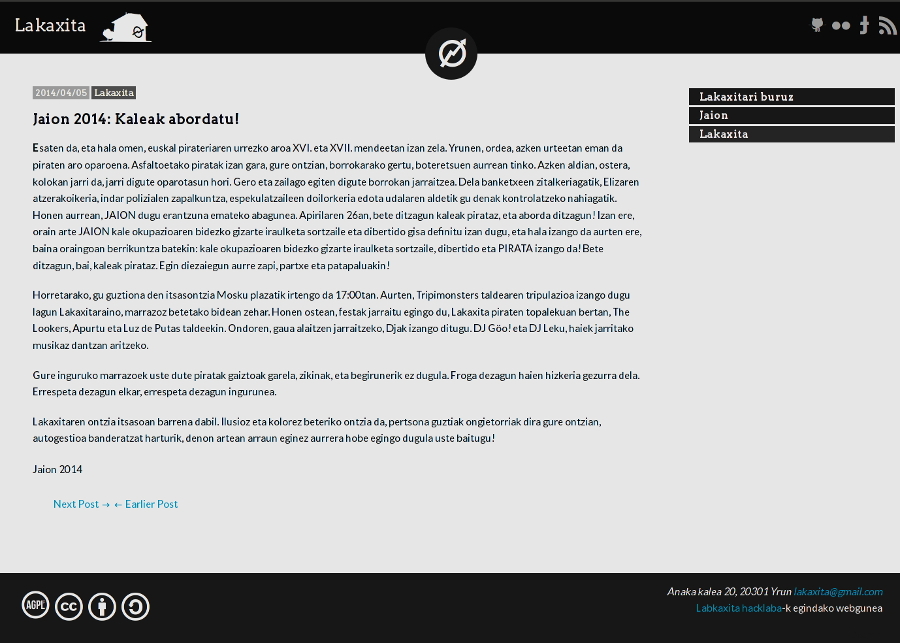 Lakaxita
2014/04/05 Lakaxita
Jaion 2014: Kaleak abordatu!
Esaten da, eta hala omen, euskal pirateriaren urrezko aroa XVI. eta XVII. mendeetan izan zela. Yrunen, ordea, azken urteetan eman da
piraten aro oparoena. Asfaltoetako piratak izan gara, gure ontzian, borrokarako gertu, boteretsuen aurrean tinko. Azken aldian, ostera,
kolokan jarri da, jarri digute oparotasun hori. Gero eta zailago egiten digute borrokan jarraitzea. Dela banketxeen zitalkeriagatik, Elizaren
atzerakoikeria, indar polizialen zapalkuntza, espekulatzaileen doilorkeria edota udalaren aldetik gu denak kontrolatzeko nahiagatik.
Honen aurrean, JAION dugu erantzuna emateko abagunea. Apirilaren 26an, bete ditzagun kaleak pirataz, eta aborda ditzagun! Izan ere,
orain arte JAION kale okupazioaren bidezko gizarte iraulketa sortzaile eta dibertido gisa definitu izan dugu, eta hala izango da aurten ere,
baina oraingoan berrikuntza batekin: kale okupazioaren bidezko gizarte iraulketa sortzaile, dibertido eta PIRATA izango da! Bete
ditzagun, bai, kaleak pirataz. Egin diezaiegun aurre zapi, partxe eta patapaluakin!
Horretarako, gu guztiona den itsasontzia Mosku plazatik irtengo da 17:00tan. Aurten, Tripimonsters taldearen tripulazioa izango dugu
lagun Lakaxitaraino, marrazoz betetako bidean zehar. Honen ostean, festak jarraitu egingo du, Lakaxita piraten topalekuan bertan, The
Lookers, Apurtu eta Luz de Putas taldeekin. Ondoren, gaua alaitzen jarraitzeko, Djak izango ditugu. DJ Göo! eta DJ Leku, haiek jarritako
musikaz dantzan aritzeko.
Gure inguruko marrazoek uste dute piratak gaiztoak garela, zikinak, eta begirunerik ez dugula. Froga dezagun haien hizkeria gezurra dela.
Errespeta dezagun elkar, errespeta dezagun ingurunea.
Lakaxitaren ontzia itsasoan barrena dabil. Ilusioz eta kolorez beteriko ontzia da, pertsona guztiak ongietorriak dira gure ontzian,
autogestioa banderatzat harturik, denon artean arraun eginez aurrera hobe egingo dugula uste baitugu!
Jaion 2014
Next Post → ← Earlier Post
Lakaxitari buruz
Jaion
Lakaxita
AGPL cc
Anaka kalea 20, 20301 Yrun lakaxita@gmail.com
Labkaxita hacklaba-k egindako webgunea